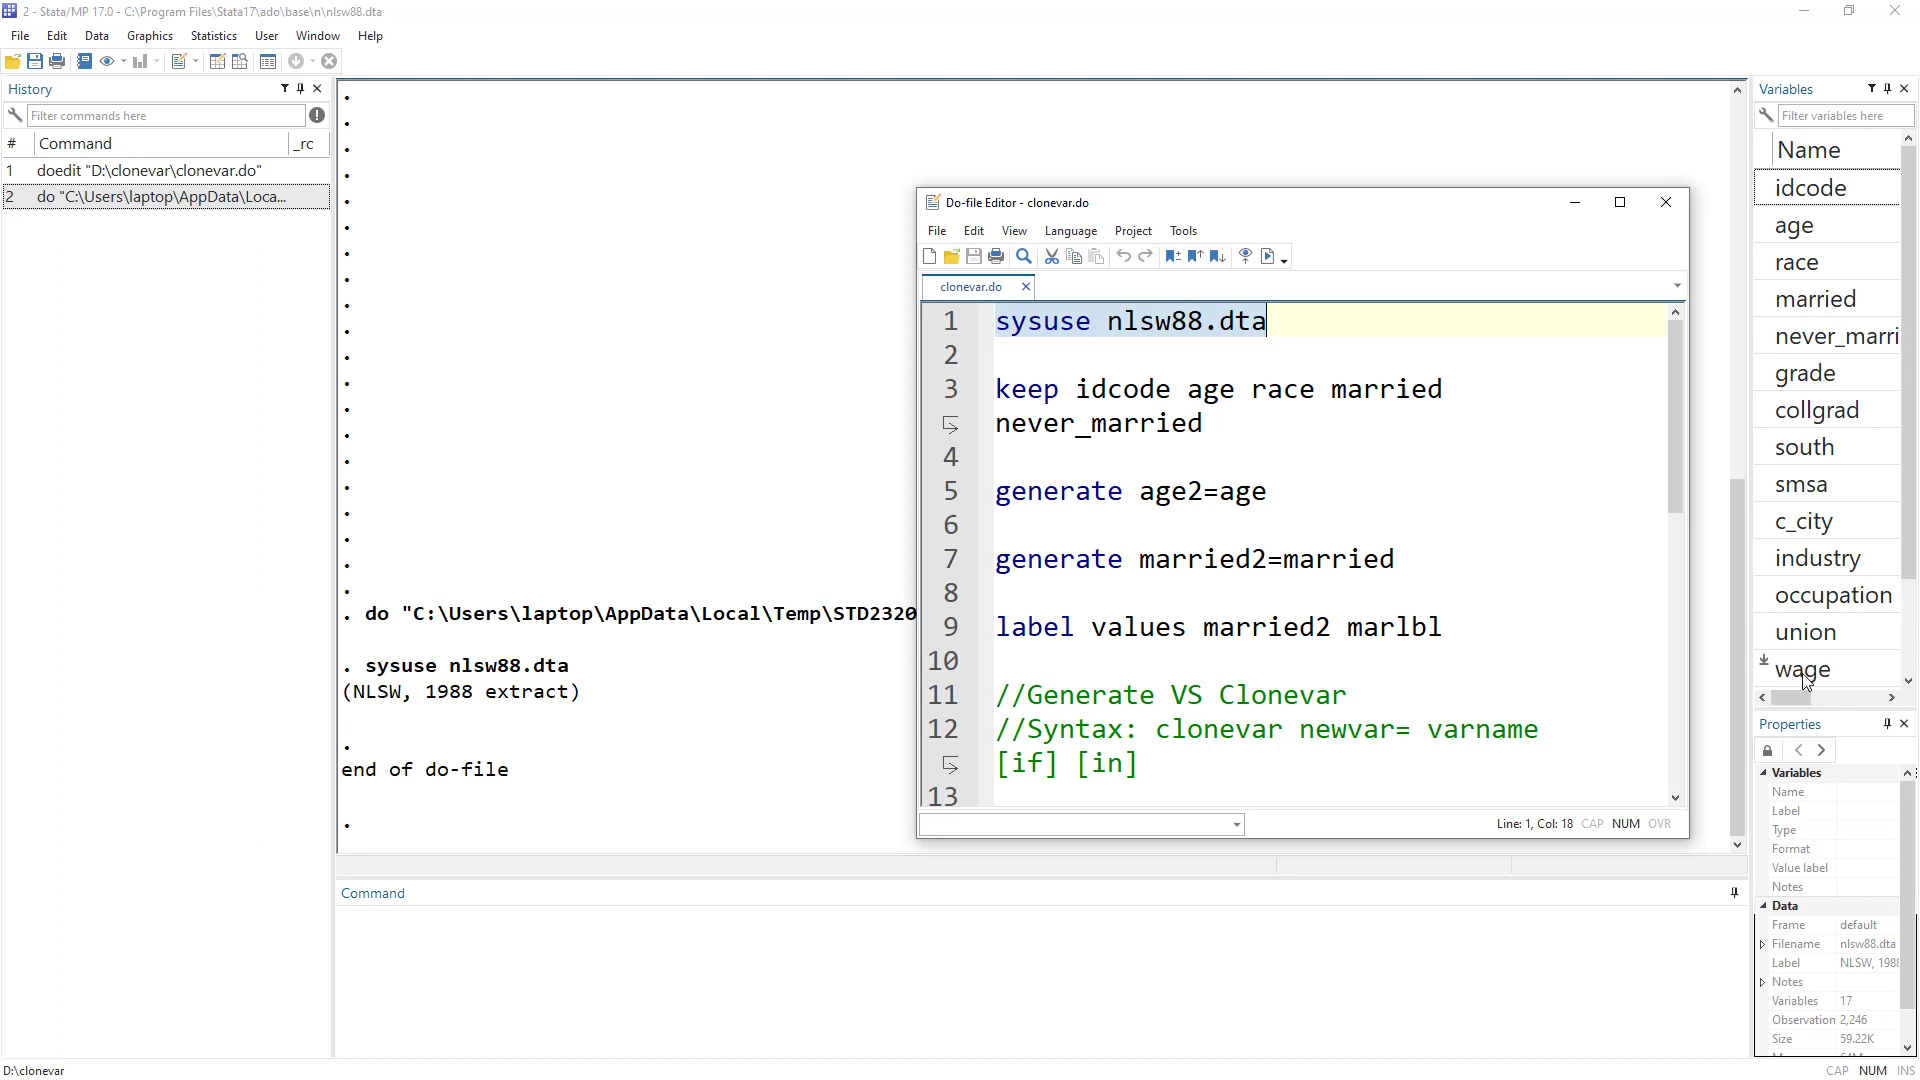 2 - Stata/MP 17.0 - C:\Program Files\Stata17\ado\base\n\nlsw88.dta
File Edit Data Graphics Statistics User Window Help
History
Filter commands here
# Command _rc
1 doedit "D:\clonevar\clonevar.do"
2 do "C:\Users\laptop\AppData\Loca...
. do "C:\Users\laptop\AppData\Local\Temp\STD2320
. sysuse nlsw88.dta
(NLSW, 1988 extract)
.
end of do-file
.
Do-file Editor - clonevar.do
File Edit View Language Project Tools
clonevar.do
1 sysuse nlsw88.dta
2
3 keep idcode age race married
never_married
4
5 generate age2=age
6
7 generate married2=married
8
9 label values married2 marlbl
10
11 //Generate VS Clonevar
12 //Syntax: clonevar newvar= varname
[if] [in]
13
Line: 1, Col: 18 CAP NUM OVR
Command
Variables
Filter variables here
Name
idcode
age
race
married
never_marri
grade
collgrad
south
smsa
c_city
industry
occupation
union
wage
Properties
Variables
Name
Label
Type
Format
Value label
Notes
Data
Frame default
Filename nlsw88.dta
Label NLSW, 1988
Notes
Variables 17
Observation 2,246
Size 59.22K
D:\clonevar
CAP NUM INS